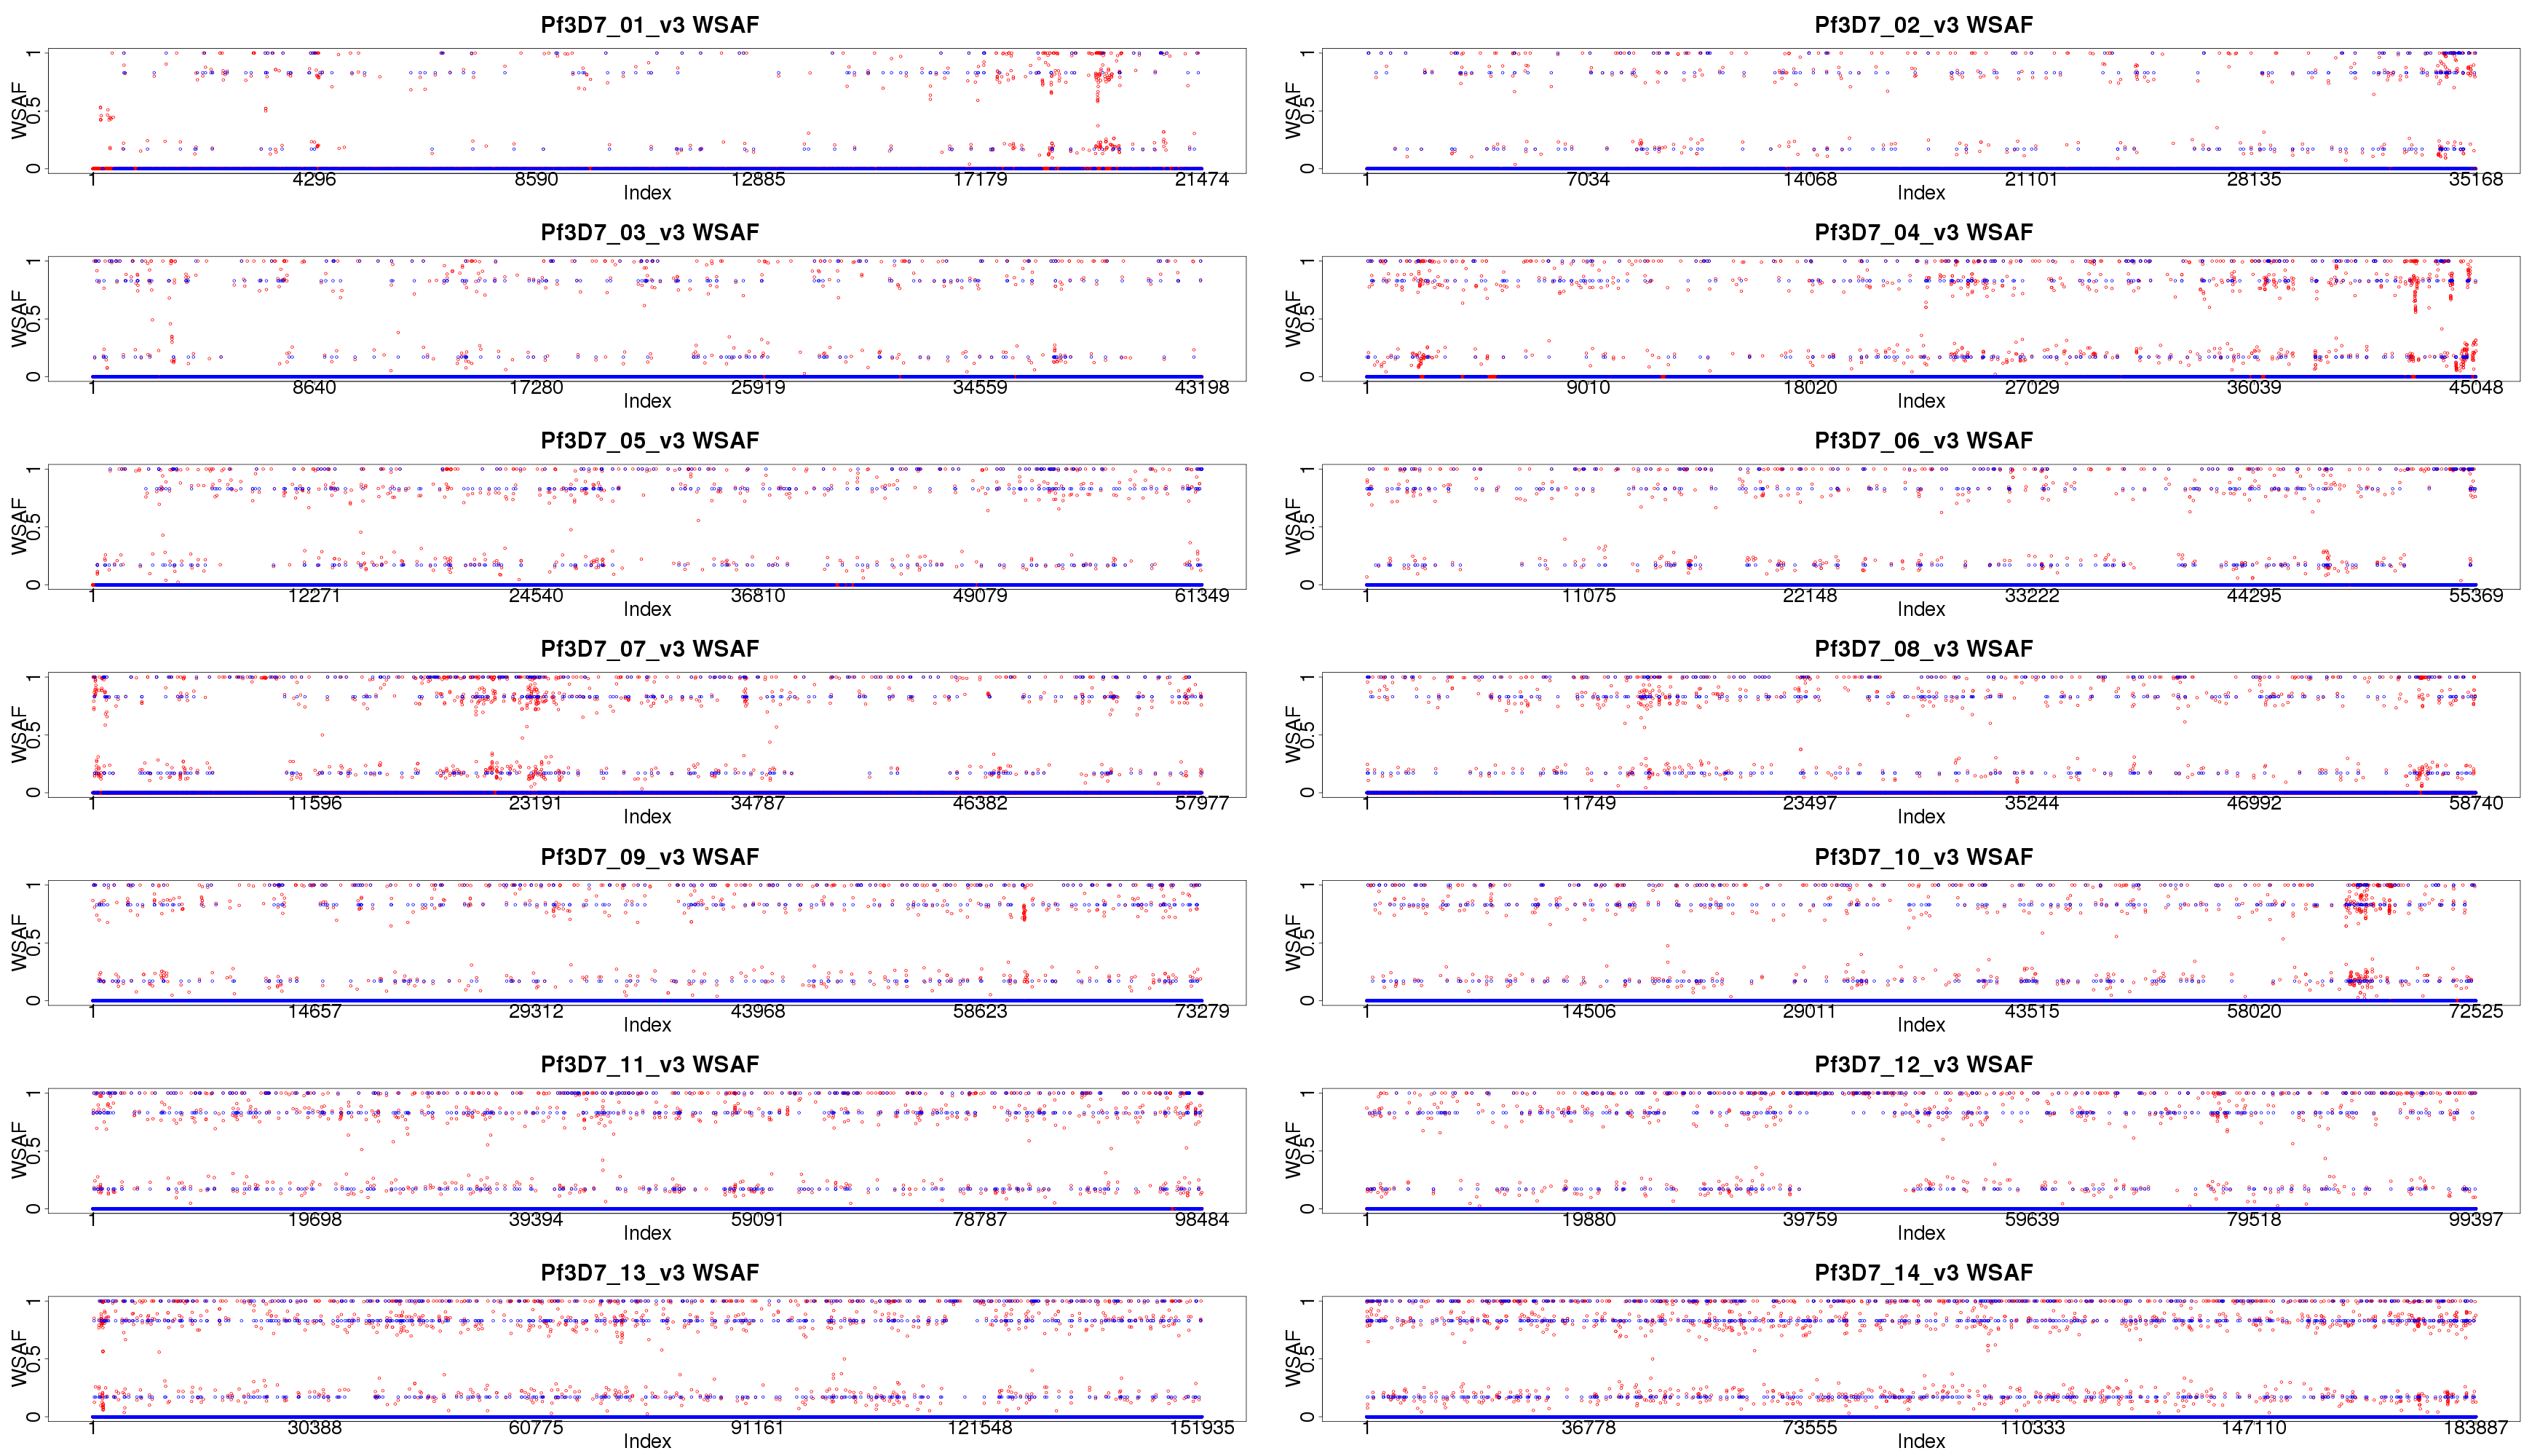 Pf3D7_01_v3 WSAF
WSAF
0 0.5 1
1 4296 8590 12885 17179 21474
Index
Pf3D7_02_v3 WSAF
WSAF
0 0.5 1
1 7034 14068 21101 28135 35168
Index
Pf3D7_03_v3 WSAF
WSAF
0 0.5 1
1 8640 17280 25919 34559 43198
Index
Pf3D7_04_v3 WSAF
WSAF
0 0.5 1
1 9010 18020 27029 36039 45048
Index
Pf3D7_05_v3 WSAF
WSAF
0 0.5 1
1 12271 24540 36810 49079 61349
Index
Pf3D7_06_v3 WSAF
WSAF
0 0.5 1
1 11075 22148 33222 44295 55369
Index
Pf3D7_07_v3 WSAF
WSAF
0 0.5 1
1 11596 23191 34787 46382 57977
Index
Pf3D7_08_v3 WSAF
WSAF
0 0.5 1
1 11749 23497 35244 46992 58740
Index
Pf3D7_09_v3 WSAF
WSAF
0 0.5 1
1 14657 29312 43968 58623 73279
Index
Pf3D7_10_v3 WSAF
WSAF
0 0.5 1
1 14506 29011 43515 58020 72525
Index
Pf3D7_11_v3 WSAF
WSAF
0 0.5 1
1 19698 39394 59091 78787 98484
Index
Pf3D7_12_v3 WSAF
WSAF
0 0.5 1
1 19880 39759 59639 79518 99397
Index
Pf3D7_13_v3 WSAF
WSAF
0 0.5 1
1 30388 60775 91161 121548 151935
Index
Pf3D7_14_v3 WSAF
WSAF
0 0.5 1
1 36778 73555 110333 147110 183887
Index